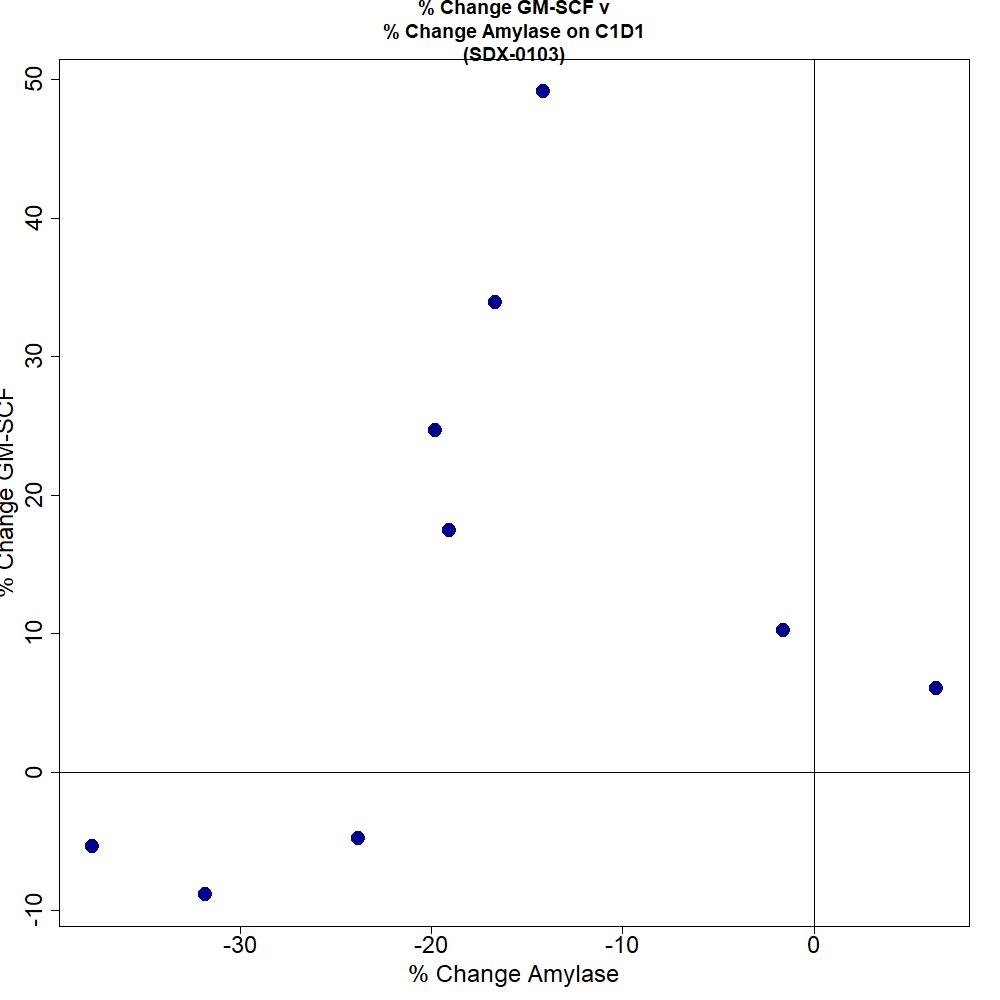 % Change GM-SCF v
% Change Amylase on C1D1
(SDX-0103)
50
40
30
20
10
0
-10
% Change GM-SCF
-30
-20
-10
0
% Change Amylase